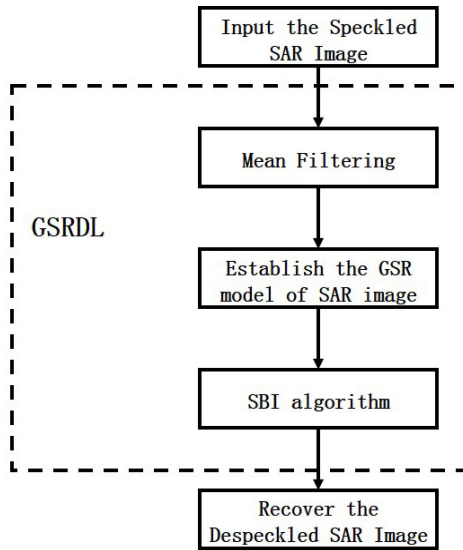 Input the Speckled
SAR Image
Mean Filtering
GSRDL
Establish the GSR
model of SAR image
SBI algorithm
Recover the
Despeckled SAR Image